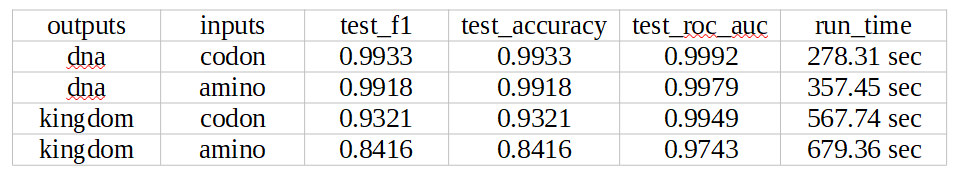 outputs inputs test_f1 test_accuracy test_roc_auc run_time
dna codon 0.9933 0.9933 0.9992 278.31 sec
dna amino 0.9918 0.9918 0.9979 357.45 sec
kingdom codon 0.9321 0.9321 0.9949 567.74 sec
kingdom amino 0.8416 0.8416 0.9743 679.36 sec